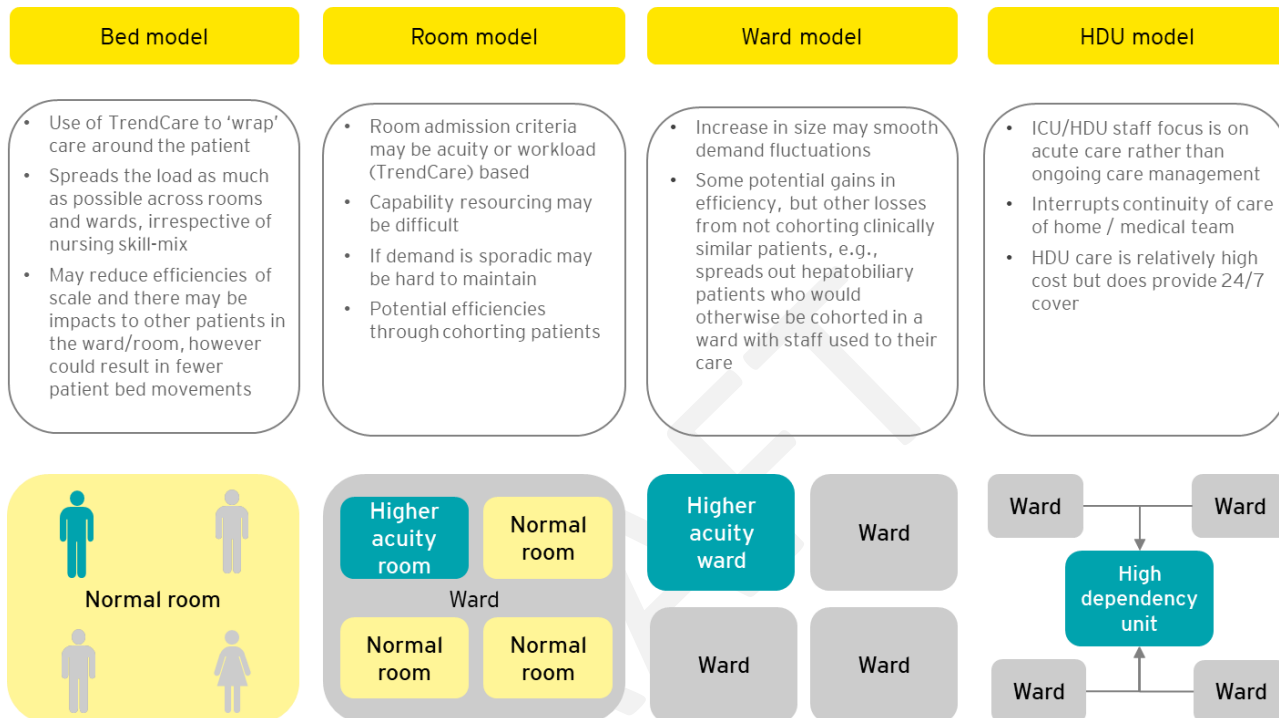 Bed model
Room model
Ward model
HDU model
• Use of TrendCare to ‘wrap’
care around the patient
• Spreads the load as much
as possible across rooms
and wards, irrespective of
nursing skill-mix
• May reduce efficiencies of
scale and there may be
impacts to other patients in
the ward/room, however
could result in fewer
patient bed movements
• Room admission criteria
may be acuity or workload
(TrendCare) based
• Capability resourcing may
be difficult
• If demand is sporadic may
be hard to maintain
• Potential efficiencies
through cohorting patients
• Increase in size may smooth
demand fluctuations
• Some potential gains in
efficiency, but other losses
from not cohorting clinically
similar patients, e.g.,
spreads out hepatobiliary
patients who would
otherwise be cohorted in a
ward with staff used to their
care
• ICU/HDU staff focus is on
acute care rather than
ongoing care management
• Interrupts continuity of care
of home / medical team
• HDU care is relatively high
cost but does provide 24/7
cover
Normal room
Higher
acuity
room
Normal
room
Ward
Normal
room
Normal
room
Higher
acuity
ward
Ward
Ward
Ward
Ward
Ward
High
dependency
unit
Ward
Ward
AFT